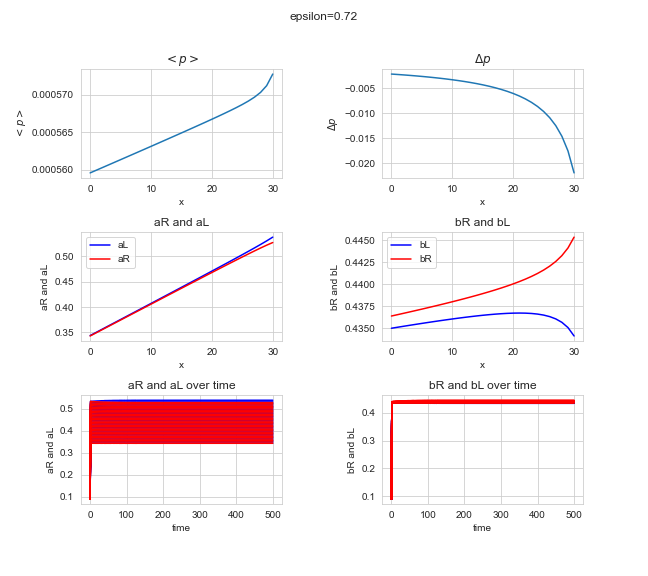 epsilon=0.72
< p >
Δp
< p >
0.000570
0.000565
0.000560
0
10
20
30
x
Δp
−0.005
−0.010
−0.015
−0.020
0
10
20
30
x
aR and aL
bR and bL
aR and aL
0.50
0.45
0.40
0.35
aL
aR
0
10
20
30
x
bR and bL
0.4450
0.4425
0.4400
0.4375
0.4350
bL
bR
0
10
20
30
x
aR and aL over time
bR and bL over time
aR and aL
0.5
0.4
0.3
0.2
0.1
0
100
200
300
400
500
time
bR and bL
0.4
0.3
0.2
0.1
0
100
200
300
400
500
time